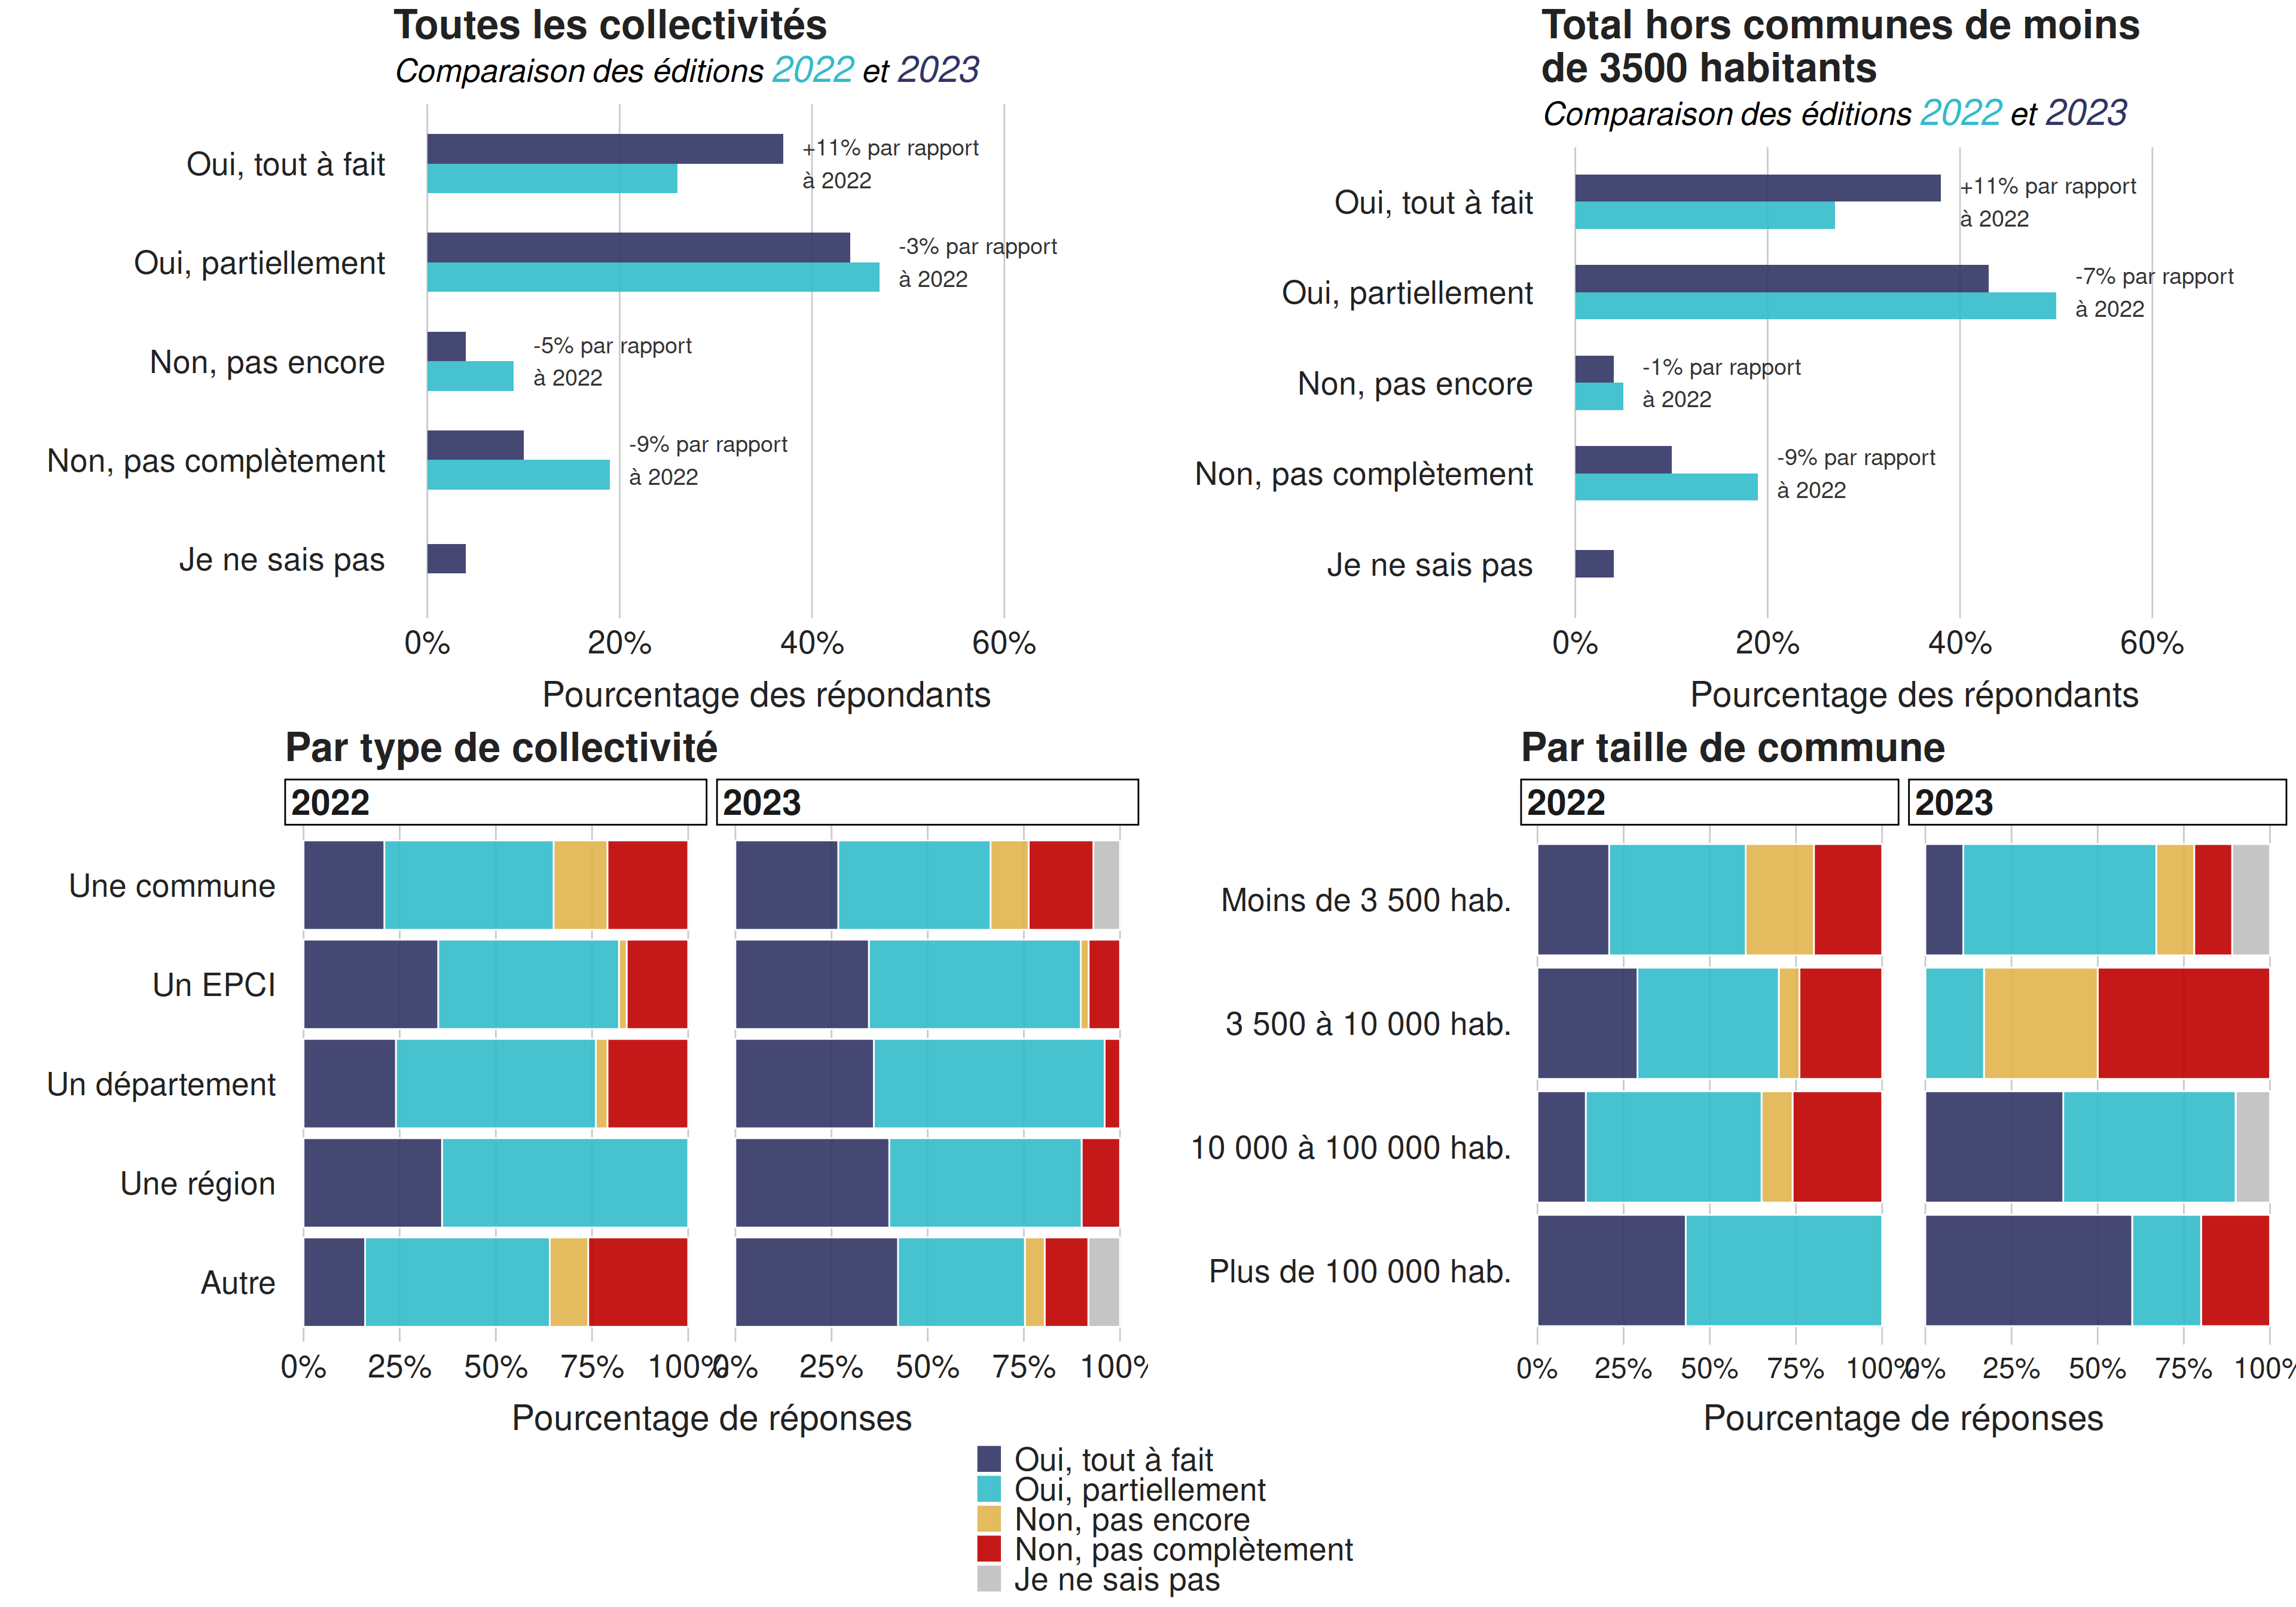 Toutes les collectivités
Comparaison des éditions 2022 et 2023
Oui, tout à fait
+11% par rapport
à 2022
Oui, partiellement
-3% par rapport
à 2022
Non, pas encore
-5% par rapport
à 2022
Non, pas complètement
-9% par rapport
à 2022
Je ne sais pas
0% 20% 40% 60%
Pourcentage des répondants
Total hors communes de moins
de 3500 habitants
Comparaison des éditions 2022 et 2023
Oui, tout à fait
+11% par rapport
à 2022
Oui, partiellement
-7% par rapport
à 2022
Non, pas encore
-1% par rapport
à 2022
Non, pas complètement
-9% par rapport
à 2022
Je ne sais pas
0% 20% 40% 60%
Pourcentage des répondants
Par type de collectivité
2022 2023
Une commune
Un EPCI
Un département
Une région
Autre
0% 25% 50% 75% 100% 0% 25% 50% 75% 100%
Pourcentage de réponses
Par taille de commune
2022 2023
Moins de 3 500 hab.
3 500 à 10 000 hab.
10 000 à 100 000 hab.
Plus de 100 000 hab.
0% 25% 50% 75% 100% 0% 25% 50% 75% 100%
Pourcentage de réponses
Oui, tout à fait
Oui, partiellement
Non, pas encore
Non, pas complètement
Je ne sais pas